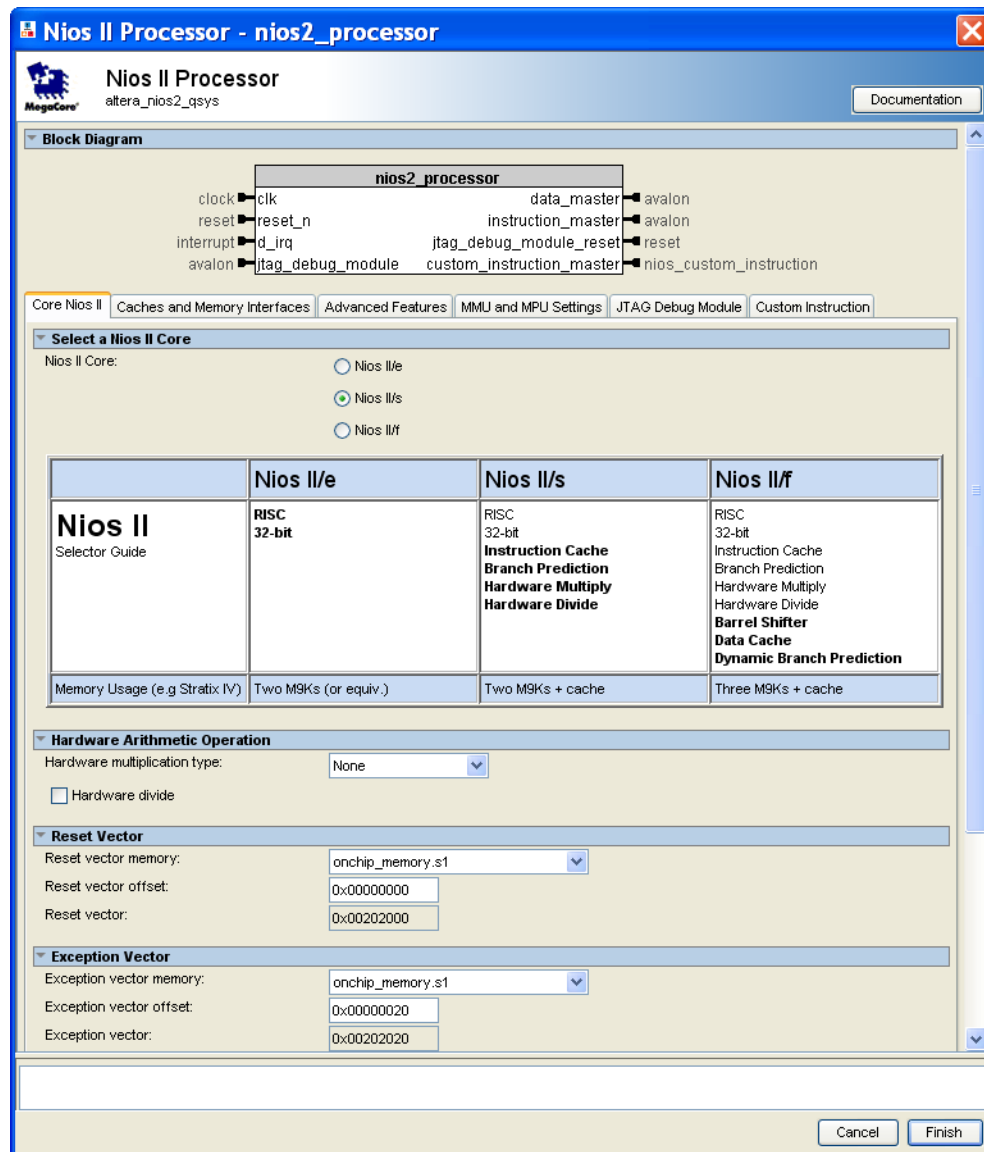 Nios II Processor - nios2_processor
MegaCore®
Nios II Processor
altera_nios2_qsys
Documentation
Block Diagram
nios2_processor
clock clk data_master avalon
reset reset_n instruction_master avalon
interrupt d_irq jtag_debug_module_reset reset
avalon jtag_debug_module custom_instruction_master nios_custom_instruction
Core Nios II Caches and Memory Interfaces Advanced Features MMU and MPU Settings JTAG Debug Module Custom Instruction
Select a Nios II Core
Nios II Core:
Nios II/e
Nios II/s
Nios II/f
Nios II/e Nios II/s Nios II/f
Nios II
Selector Guide
RISC
32-bit
RISC
32-bit
Instruction Cache
Branch Prediction
Hardware Multiply
Hardware Divide
RISC
32-bit
Instruction Cache
Branch Prediction
Hardware Multiply
Hardware Divide
Barrel Shifter
Data Cache
Dynamic Branch Prediction
Memory Usage (e.g Stratix IV) Two M9Ks (or equiv.) Two M9Ks + cache Three M9Ks + cache
Hardware Arithmetic Operation
Hardware multiplication type: None
Hardware divide
Reset Vector
Reset vector memory: onchip_memory.s1
Reset vector offset: 0x00000000
Reset vector: 0x00202000
Exception Vector
Exception vector memory: onchip_memory.s1
Exception vector offset: 0x00000020
Exception vector: 0x00202020
Cancel Finish